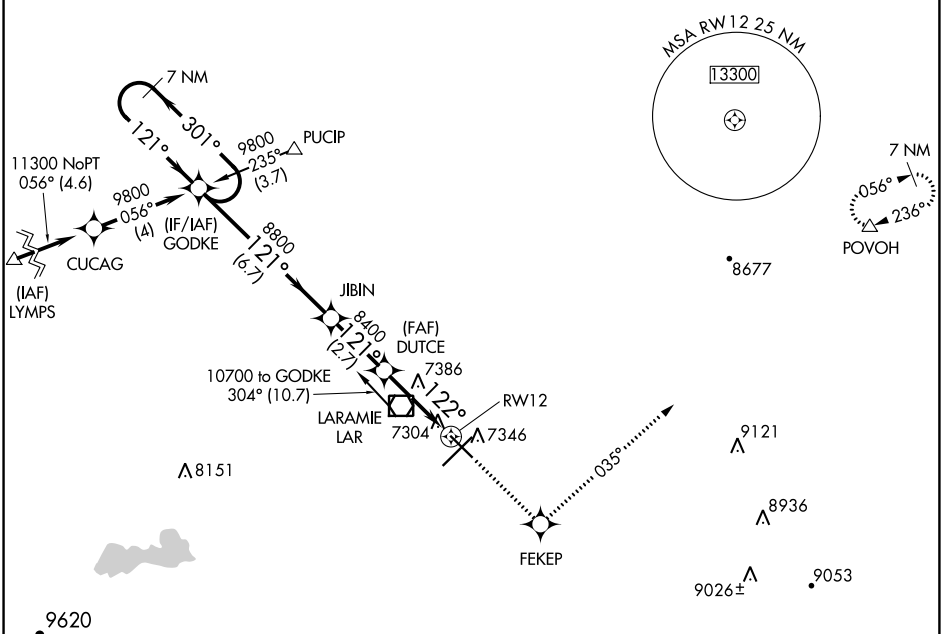 MSA RW12 25 NM
13300
7 NM
301°
121°
PUCIP
9800
235°
(3.7)
7 NM
056°
236°
POVOH
11300 NoPT
056° (4.6)
9800
056°
(4)
(IF/IAF)
GODKE
CUCAG
(IAF)
LYMPS
8800
121°
(6.7)
8677
JIBIN
8400
121°
(2.7)
(FAF)
DUTCE
7386
10700 to GODKE
304° (10.7)
122°
RW12
LARAMIE
LAR
7304
7346
9121
035°
8151
8936
FEKEP
9026±
9053
9620